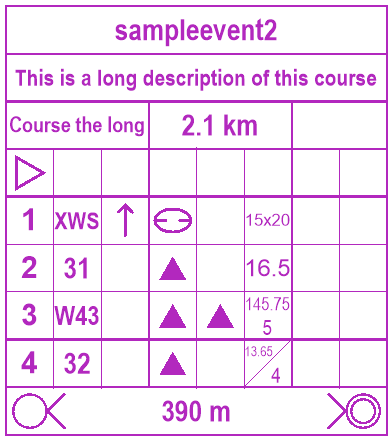 sampleevent2
This is a long description of this course
Course the long 2.1 km
1 XWS 15x20
2 31 16.5
3 W43 145.75
5
4 32 13.65
4
390 m